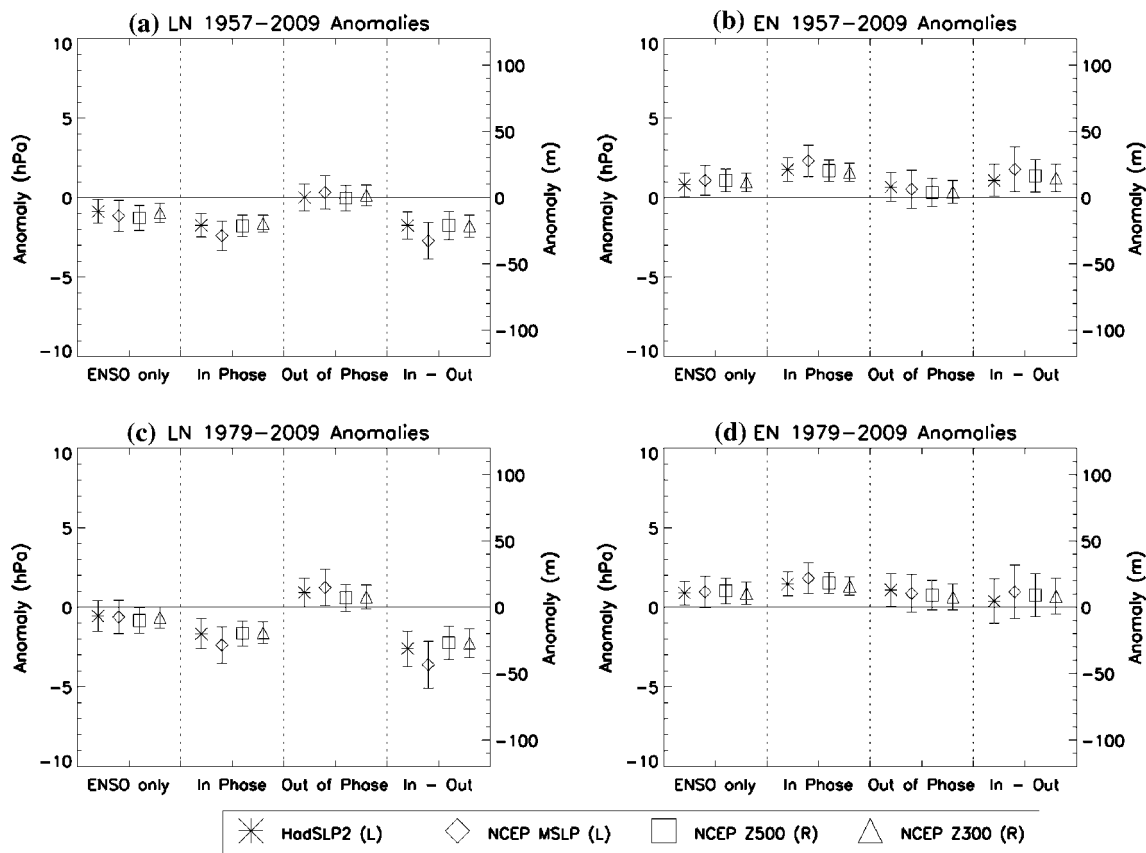 (a) LN 1957-2009 Anomalies
10
5
0
-5
-10
Anomaly (hPa)
100
50
0
-50
-100
Anomaly (m)
ENSO only In Phase Out of Phase In - Out
(b) EN 1957-2009 Anomalies
10
5
0
-5
-10
Anomaly (hPa)
100
50
0
-50
-100
Anomaly (m)
ENSO only In Phase Out of Phase In - Out
(c) LN 1979-2009 Anomalies
10
5
0
-5
-10
Anomaly (hPa)
100
50
0
-50
-100
Anomaly (m)
ENSO only In Phase Out of Phase In - Out
(d) EN 1979-2009 Anomalies
10
5
0
-5
-10
Anomaly (hPa)
100
50
0
-50
-100
Anomaly (m)
ENSO only In Phase Out of Phase In - Out
HadSLP2 (L) NCEP MSLP (L) NCEP Z500 (R) NCEP Z300 (R)